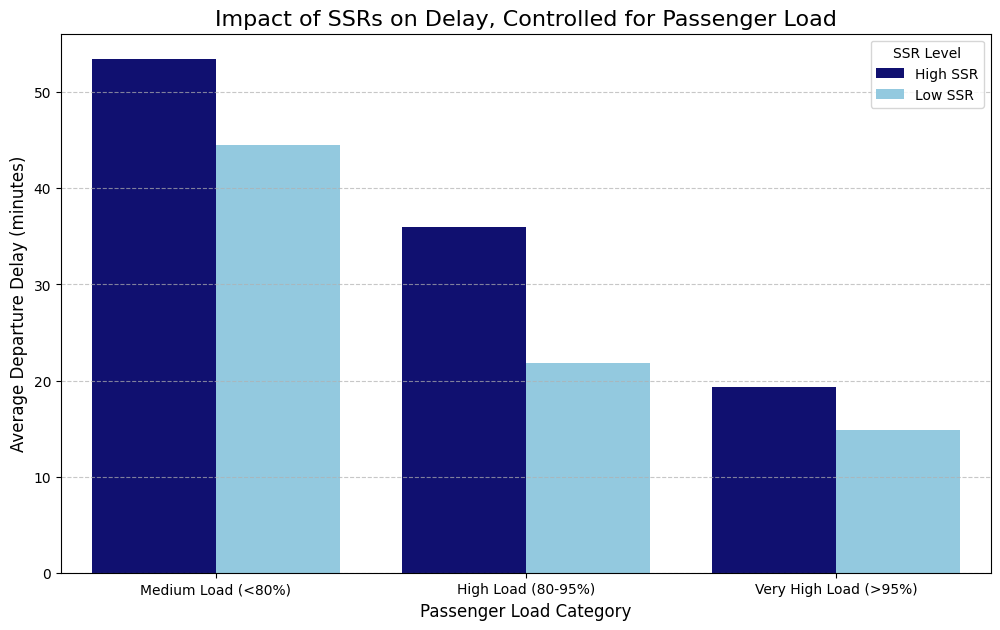 Impact of SSRs on Delay, Controlled for Passenger Load
SSR Level
High SSR
Low SSR
Average Departure Delay (minutes)
50
40
30
20
10
0
Medium Load (<80%)
High Load (80-95%)
Very High Load (>95%)
Passenger Load Category